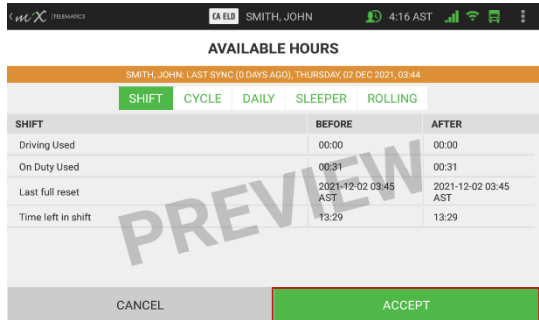 MiX TELEMATICS CA ELD SMITH, JOHN 4:16 AST
AVAILABLE HOURS
SMITH, JOHN: LAST SYNC (0 DAYS AGO), THURSDAY, 02 DEC 2021, 03:44
SHIFT CYCLE DAILY SLEEPER ROLLING
SHIFT BEFORE AFTER
Driving Used 00:00 00:00
On Duty Used 00:31 00:31
Last full reset 2021-12-02 03:45 AST 2021-12-02 03:45 AST
Time left in shift 13:29 13:29
PREVIEW
CANCEL ACCEPT